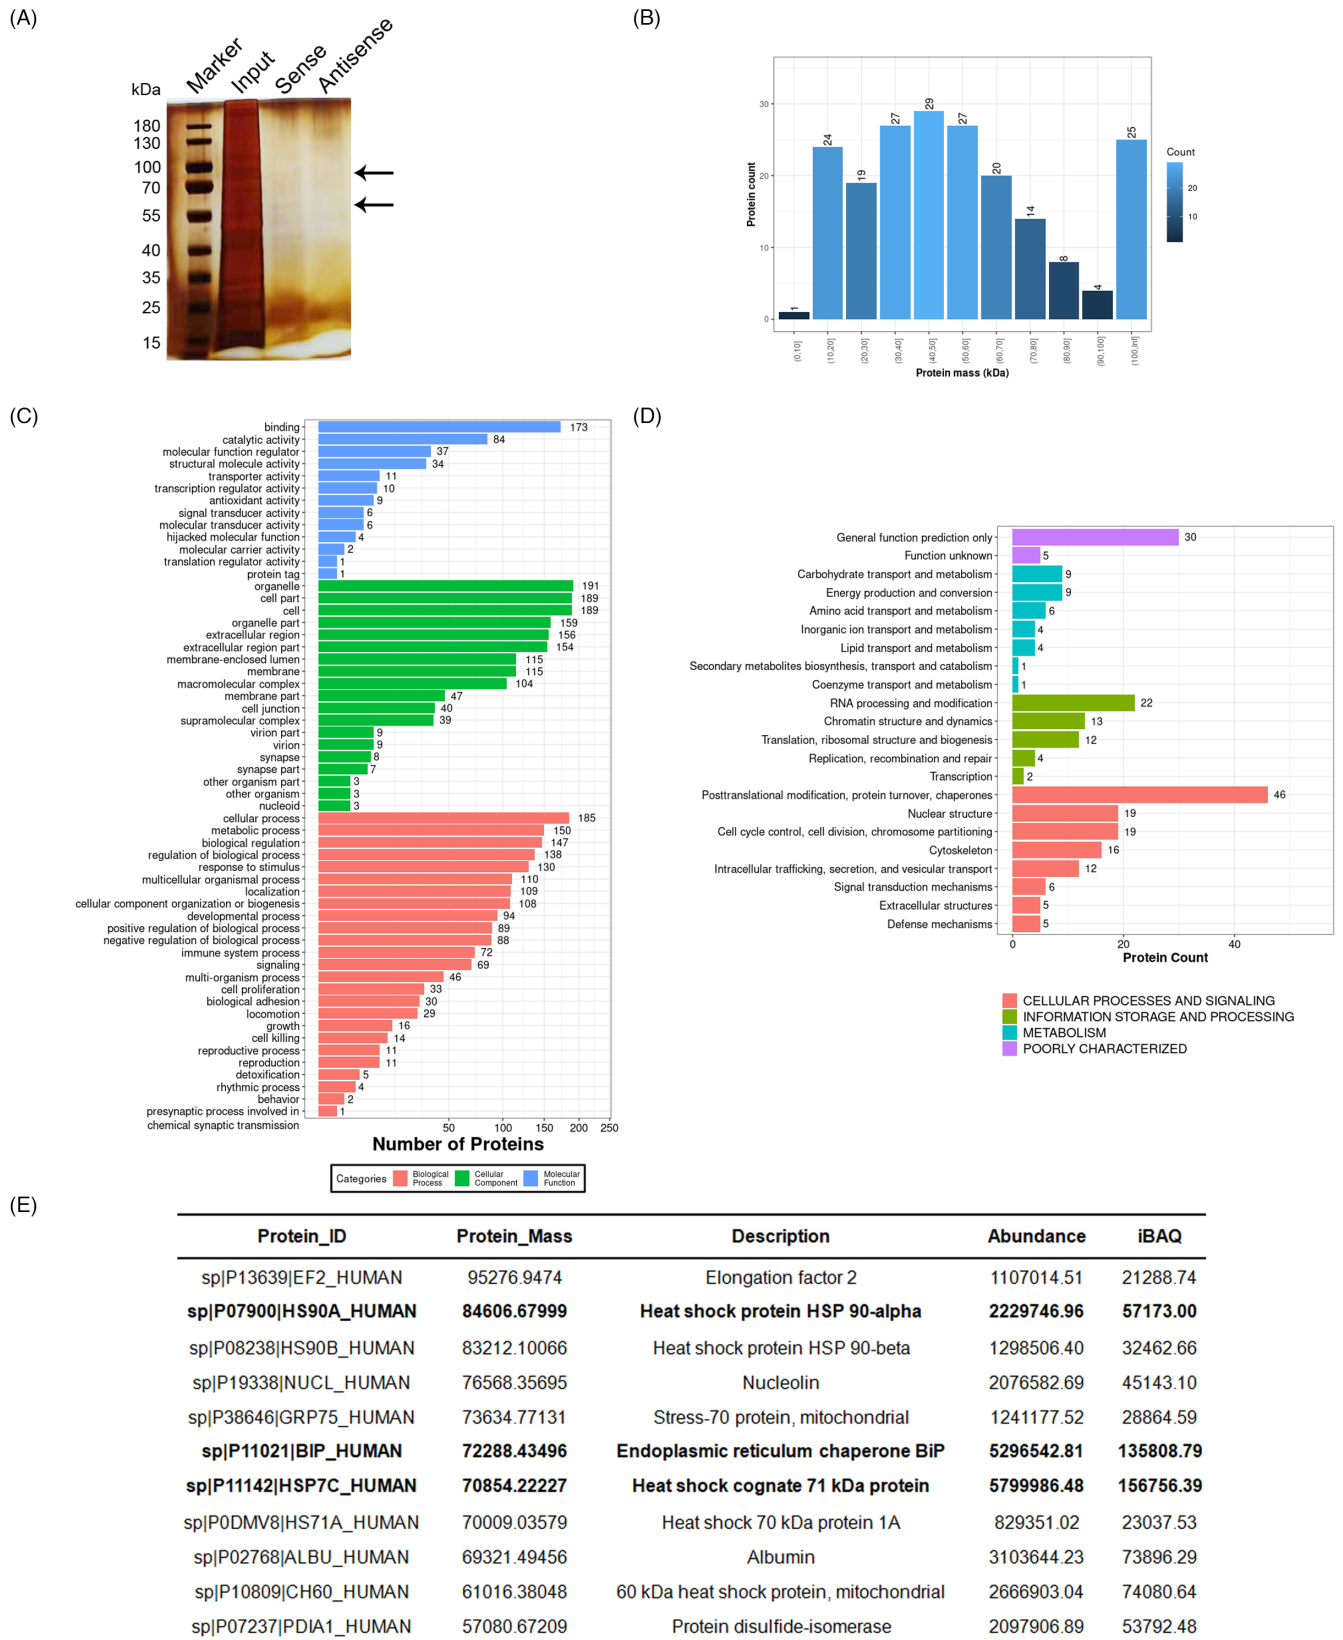 (A)
Marker Input Sense Antisense
kDa
180
130
100
70
55
40
35
25
15
(B)
Protein count
30
20
10
0
1
24
19
27
29
27
20
14
8
4
25
(0,10]
(10,20]
(20,30]
(30,40]
(40,50]
(50,60]
(60,70]
(70,80]
(80,90]
(90,100]
(100,Inf]
Protein mass (kDa)
Count
20
10
(C)
binding 173
catalytic activity 84
molecular function regulator 37
structural molecule activity 34
transporter activity 11
transcription regulator activity 10
antioxidant activity 9
signal transducer activity 6
molecular transducer activity 6
hijacked molecular function 4
molecular carrier activity 2
translation regulator activity 1
protein tag 1
organelle 191
cell part 189
cell 189
organelle part 159
extracellular region 156
extracellular region part 154
membrane-enclosed lumen 115
membrane 115
macromolecular complex 104
membrane part 47
cell junction 40
supramolecular complex 39
virion part 9
virion 9
synapse 8
synapse part 7
other organism part 3
other organism 3
nucleoid 3
cellular process 185
metabolic process 150
biological regulation 147
regulation of biological process 138
response to stimulus 130
multicellular organismal process 110
localization 109
cellular component organization or biogenesis 108
developmental process 94
positive regulation of biological process 89
negative regulation of biological process 88
immune system process 72
signaling 69
multi-organism process 46
cell proliferation 33
biological adhesion 30
locomotion 29
growth 16
cell killing 14
reproductive process 11
reproduction 11
detoxification 5
rhythmic process 4
behavior 2
presynaptic process involved in 1
chemical synaptic transmission
50 100 150 200 250
Number of Proteins
Categories
Biological Process
Cellular Component
Molecular Function
(D)
General function prediction only 30
Function unknown 5
Carbohydrate transport and metabolism 9
Energy production and conversion 9
Amino acid transport and metabolism 6
Inorganic ion transport and metabolism 4
Lipid transport and metabolism 4
Secondary metabolites biosynthesis, transport and catabolism 1
Coenzyme transport and metabolism 1
RNA processing and modification 22
Chromatin structure and dynamics 13
Translation, ribosomal structure and biogenesis 12
Replication, recombination and repair 4
Transcription 2
Posttranslational modification, protein turnover, chaperones 46
Nuclear structure 19
Cell cycle control, cell division, chromosome partitioning 19
Cytoskeleton 16
Intracellular trafficking, secretion, and vesicular transport 12
Signal transduction mechanisms 6
Extracellular structures 5
Defense mechanisms 5
0 20 40
Protein Count
CELLULAR PROCESSES AND SIGNALING
INFORMATION STORAGE AND PROCESSING
METABOLISM
POORLY CHARACTERIZED
(E)
Protein_ID Protein_Mass Description Abundance iBAQ
sp|P13639|EF2_HUMAN 95276.9474 Elongation factor 2 1107014.51 21288.74
sp|P07900|HS90A_HUMAN 84606.67999 Heat shock protein HSP 90-alpha 2229746.96 57173.00
sp|P08238|HS90B_HUMAN 83212.10066 Heat shock protein HSP 90-beta 1298506.40 32462.66
sp|P19338|NUCL_HUMAN 76568.35695 Nucleolin 2076582.69 45143.10
sp|P38646|GRP75_HUMAN 73634.77131 Stress-70 protein, mitochondrial 1241177.52 28864.59
sp|P11021|BIP_HUMAN 72288.43496 Endoplasmic reticulum chaperone BiP 5296542.81 135808.79
sp|P11142|HSP7C_HUMAN 70854.22227 Heat shock cognate 71 kDa protein 5799986.48 156756.39
sp|P0DMV8|HS71A_HUMAN 70009.03579 Heat shock 70 kDa protein 1A 829351.02 23037.53
sp|P02768|ALBU_HUMAN 69321.49456 Albumin 3103644.23 73896.29
sp|P10809|CH60_HUMAN 61016.38048 60 kDa heat shock protein, mitochondrial 2666903.04 74080.64
sp|P07237|PDIA1_HUMAN 57080.67209 Protein disulfide-isomerase 2097906.89 53792.48